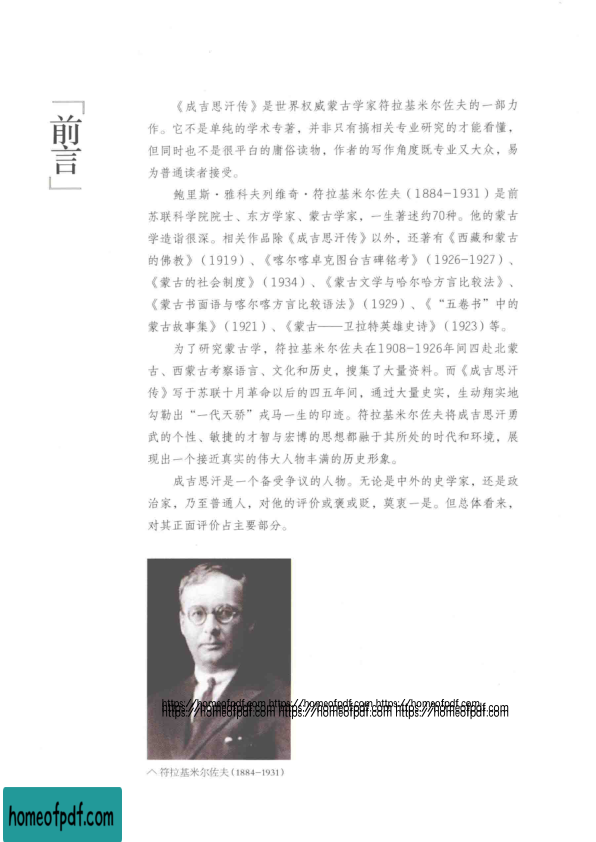 「前言」
《成吉思汗传》是世界权威蒙古学家符拉基米尔佐夫的一部力
作。它不是单纯的学术专著，并非只有搞相关专业研究的才能看懂，
但同时也不是很平白的庸俗读物，作者的写作角度既专业又大众，易
为普通读者接受。
鲍里斯·雅科夫列维奇·符拉基米尔佐夫（1884-1931）是前
苏联科学院院士、东方学家、蒙古学家，一生著述约70种。他的蒙古
学造诣很深。相关作品除《成吉思汗传》以外，还著有《西藏和蒙古
的佛教》（1919）、《喀尔喀卓克图台吉碑铭考》（1926-1927）、
《蒙古的社会制度》（1934）、《蒙古文学与哈尔哈方言比较法》、
《蒙古书面语与喀尔喀方言比较语法》（1929）、《“五卷书”中的
蒙古故事集》（1921）、《蒙古——卫拉特英雄史诗》（1923）等。
为了研究蒙古学，符拉基米尔佐夫在1908-1926年间四赴北蒙
古、西蒙古考察语言、文化和历史，搜集了大量资料。而《成吉思汗
传》写于苏联十月革命以后的四五年间，通过大量史实，生动翔实地
勾勒出“一代天骄”戎马一生的印迹。符拉基米尔佐夫将成吉思汗勇
武的个性、敏捷的才智与宏博的思想都融于其所处的时代和环境，展
现出一个接近真实的伟大人物丰满的历史形象。
成吉思汗是一个备受争议的人物。无论是中外的史学家，还是政
治家，乃至普通人，对他的评价或褒或贬，莫衷一是。但总体看来，
对其正面评价占主要部分。
https://homeofpdf.com https://homeofpdf.com https://homeofpdf.com
https://homeofpdf.com https://homeofpdf.com https://homeofpdf.com
符拉基米尔佐夫（1884-1931）
homeofpdf.com